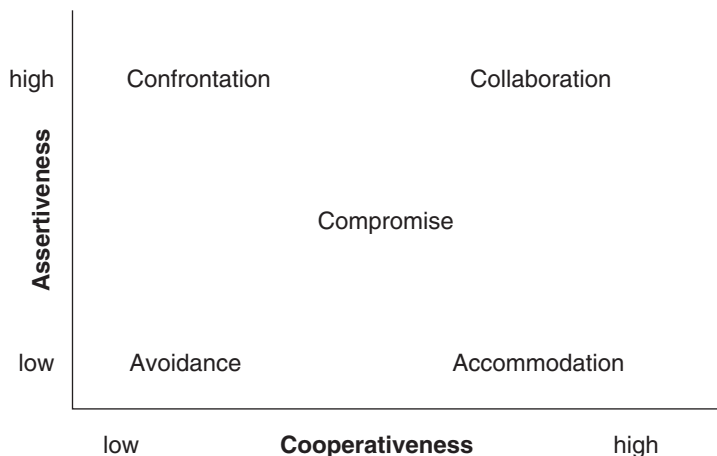 high Confrontation Collaboration
Assertiveness
Compromise
low Avoidance Accommodation
low Cooperativeness high